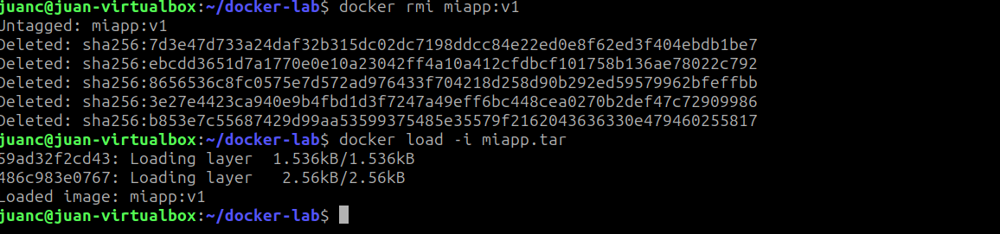 juanc@juan-virtualbox:~/docker-lab$ docker rmi miapp:v1
Untagged: miapp:v1
Deleted: sha256:7d3e47d733a24daf32b315dc02dc7198ddcc84e22ed0e8f62ed3f404ebdb1be7
Deleted: sha256:ebcdd3651d7a1770e0e10a23042ff4a10a412cfdbcf101758b136ae78022c792
Deleted: sha256:8656536c8fc0575e7d572ad976433f704218d258d90b292ed59579962bfeffbb
Deleted: sha256:3e27e4423ca940e9b4fbd1d3f7247a49eff6bc448cea0270b2def47c72909986
Deleted: sha256:b853e7c55687429d99aa53599375485e35579f2162043636330e479460255817
juanc@juan-virtualbox:~/docker-lab$ docker load -i miapp.tar
59ad32f2cd43: Loading layer  1.536kB/1.536kB
486c983e0767: Loading layer   2.56kB/2.56kB
Loaded image: miapp:v1
juanc@juan-virtualbox:~/docker-lab$